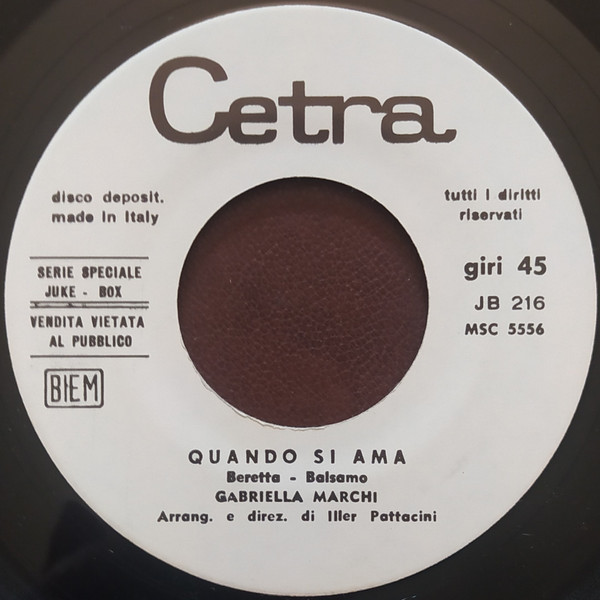 Cetra
disco deposit.
made in Italy
tutti i diritti
riservati
SERIE SPECIALE
JUKE - BOX
VENDITA VIETATA
AL PUBBLICO
BIEM
giri 45
JB 216
MSC 5556
QUANDO SI AMA
Beretta - Balsamo
GABRIELLA MARCHI
Arrang. e direz. di Iller Pattacini